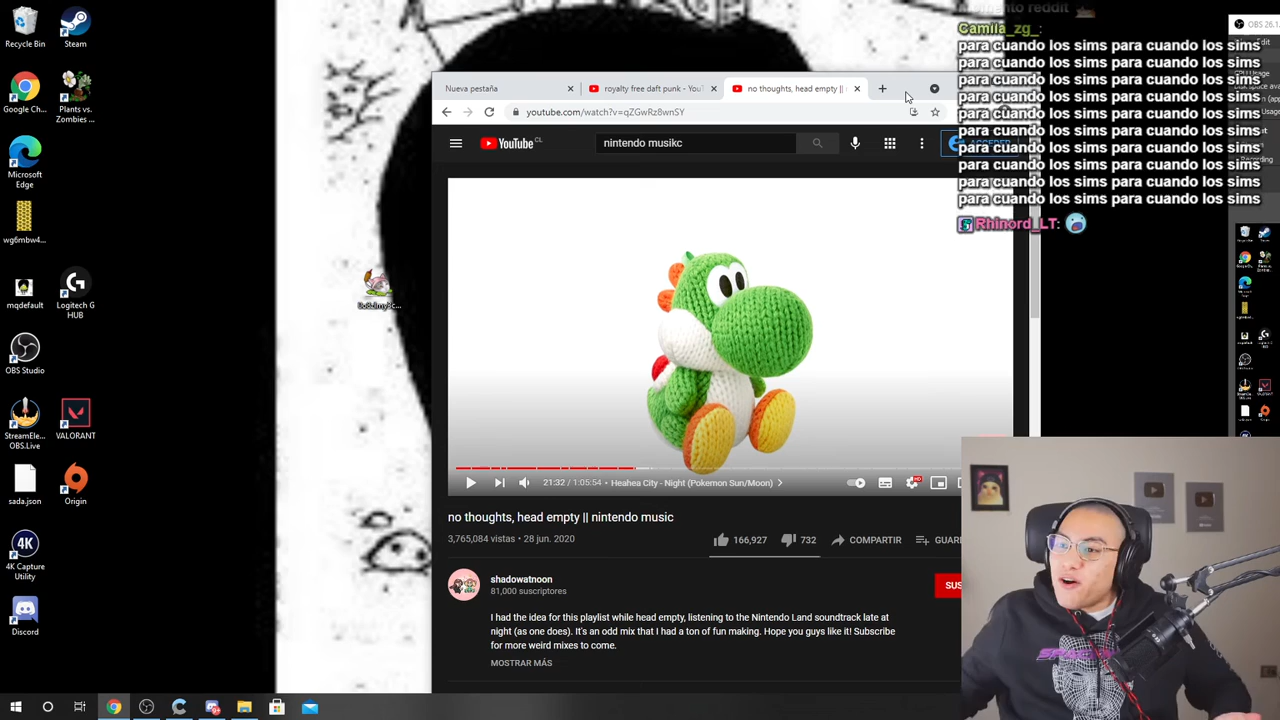 Recycle Bin
Steam
Google Ch...
Plants vs.
Zombies ...
Microsoft
Edge
wg6mbw4...
mqdefault
Logitech G
HUB
OBS Studio
StreamEle...
OBS.Live
VALORANT
sada.json
Origin
4K
4K Capture
Utility
Discord
Nueva pestaña
royalty free daft punk - You
no thoughts, head empty ||
youtube.com/watch?v=qZGwRz8wnSY
YouTube CL
nintendo musikc
21:32 / 1:05:54 • Heahea City - Night (Pokemon Sun/Moon)
HD
no thoughts, head empty || nintendo music
3,765,084 vistas • 28 jun. 2020
166,927
732
COMPARTIR
GUAR
shadowatnoon
81,000 suscriptores
SUS
I had the idea for this playlist while head empty, listening to the Nintendo Land soundtrack late at
night (as one does). It's an odd mix that I had a ton of fun making. Hope you guys like it! Subscribe
for more weird mixes to come.
MOSTRAR MÁS
reddit
Camila_zg_:
para cuando los sims para cuando los sims
para cuando los sims para cuando los sims
para cuando los sims para cuando los sims
para cuando los sims para cuando los sims
para cuando los sims para cuando los sims
para cuando los sims para cuando los sims
para cuando los sims para cuando los sims
para cuando los sims para cuando los sims
para cuando los sims para cuando los sims
para cuando los sims para cuando los sims
Rhinord_LT:
OBS 26.1